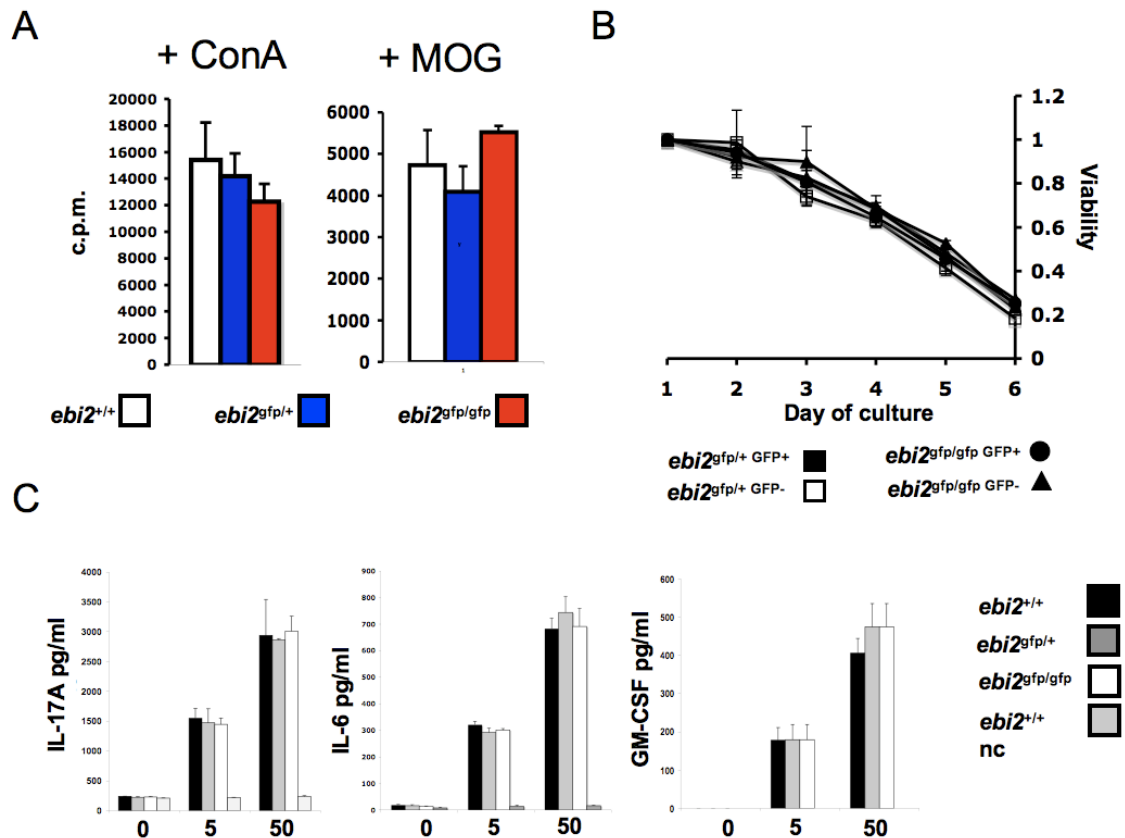 A
+ ConA
+ MOG
B
c.p.m.
20000
18000
16000
14000
12000
10000
8000
6000
4000
2000
0
6000
5000
4000
3000
2000
1000
0
ebi2+/+
ebi2gfp/+
ebi2gfp/gfp
1.2
1
0.8
0.6
0.4
0.2
0
Viability
1 2 3 4 5 6
Day of culture
ebi2gfp/+ GFP+
ebi2gfp/gfp GFP+
ebi2gfp/+ GFP-
ebi2gfp/gfp GFP-
C
IL-17A pg/ml
4000
3500
3000
2500
2000
1500
1000
500
0
0 5 50
IL-6 pg/ml
900
800
700
600
500
400
300
200
100
0
0 5 50
GM-CSF pg/ml
600
500
400
300
200
100
0
0 5 50
ebi2+/+
ebi2gfp/+
ebi2gfp/gfp
ebi2+/+
nc